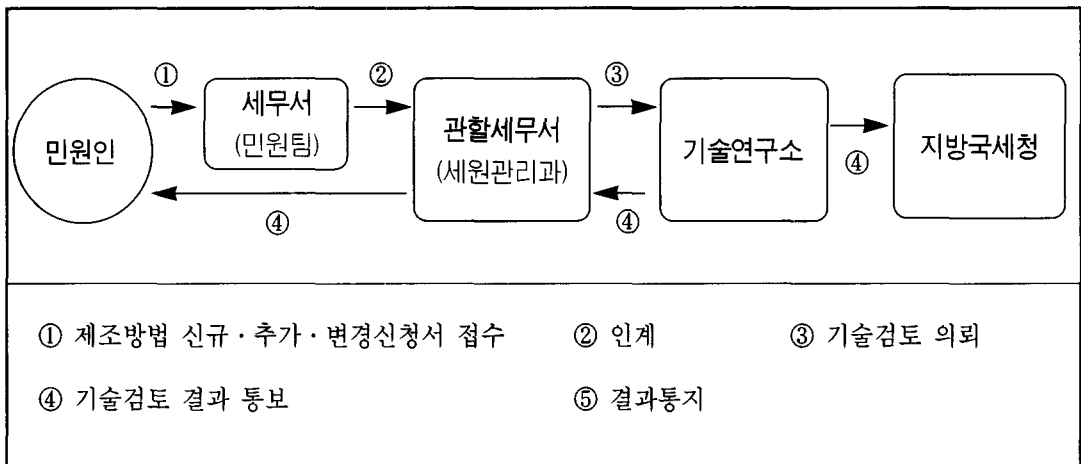 ① ② ③
민원인
세무서
(민원팀)
관할세무서
(세원관리과)
기술연구소
지방국세청
④ ④ ④
① 제조방법 신규·추가·변경신청서 접수 ② 인계 ③ 기술검토 의뢰
④ 기술검토 결과 통보 ⑤ 결과통지